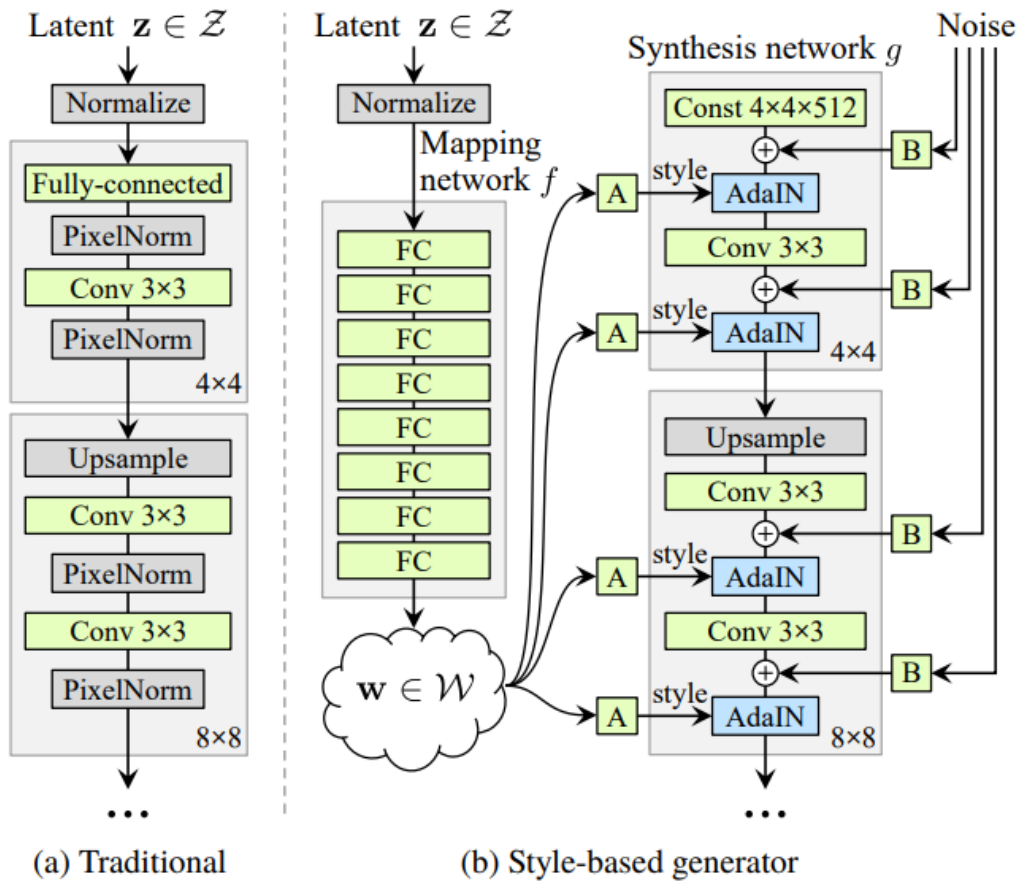 Latent z ∈ 𝒵
Normalize
Fully-connected
PixelNorm
Conv 3×3
PixelNorm
4×4
Upsample
Conv 3×3
PixelNorm
Conv 3×3
PixelNorm
8×8
...
(a) Traditional
Latent z ∈ 𝒵
Normalize
Mapping
network f
FC
FC
FC
FC
FC
FC
FC
FC
w ∈ 𝒲
A
style
A
style
A
style
A
style
Synthesis network g
Const 4×4×512
+
AdaIN
Conv 3×3
+
AdaIN
4×4
Upsample
Conv 3×3
+
AdaIN
Conv 3×3
+
AdaIN
8×8
...
Noise
B
B
B
B
(b) Style-based generator